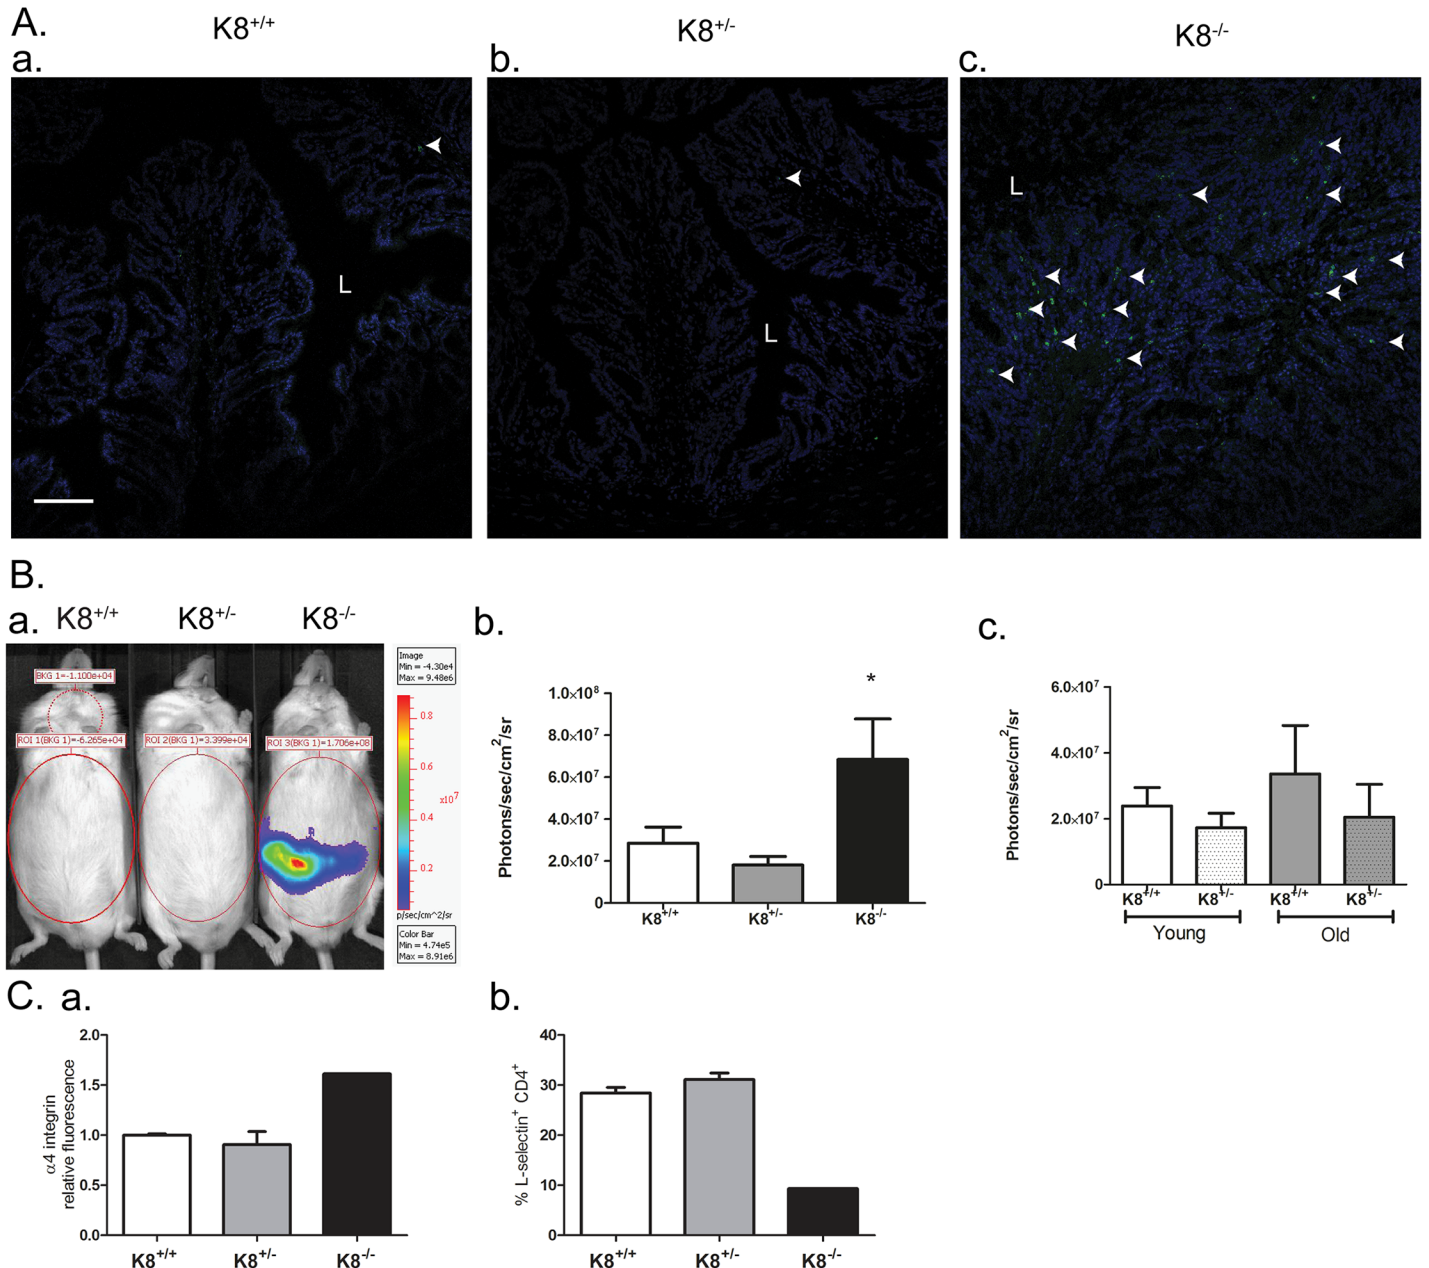 A.
K8+/+
K8+/-
K8-/-
a.
b.
c.
L
L
L
B.
a.
K8+/+
K8+/-
K8-/-
BKG 1=-1.100e+04
ROI 1(BKG 1)=-6.265e+04
ROI 2(BKG 1)=3.399e+04
ROI 3(BKG 1)=1.706e+08
Image
Min = -4.30e4
Max = 9.48e6
0.8
0.6
x10^7
0.4
0.2
p/sec/cm^2/sr
Color Bar
Min = 4.74e5
Max = 8.91e6
b.
Photons/sec/cm²/sr
1.0×10⁸
8.0×10⁷
6.0×10⁷
4.0×10⁷
2.0×10⁷
0
*
K8+/+
K8+/-
K8-/-
c.
Photons/sec/cm²/sr
6.0×10⁷
4.0×10⁷
2.0×10⁷
0
K8+/+
K8+/-
K8+/+
K8+/-
Young
Old
C.
a.
α4 integrin
relative fluorescence
2.0
1.5
1.0
0.5
0.0
K8+/+
K8+/-
K8-/-
b.
% L-selectin+ CD4+
40
30
20
10
0
K8+/+
K8+/-
K8-/-